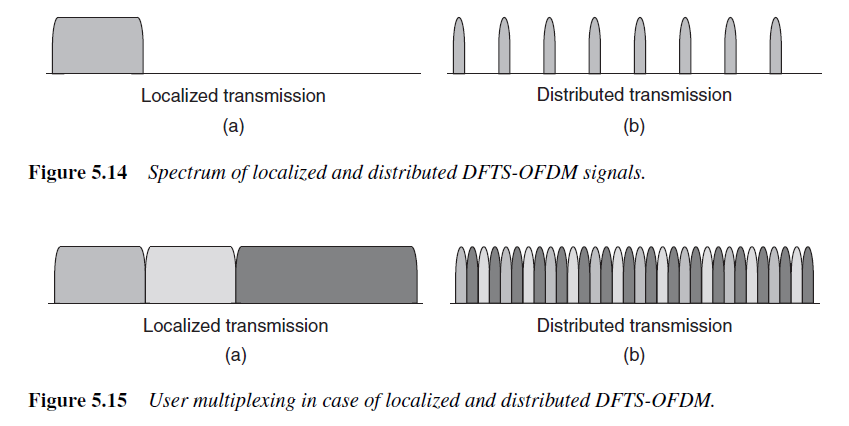 Localized transmission
Distributed transmission
(a)
(b)
Figure 5.14 Spectrum of localized and distributed DFTS-OFDM signals.
Localized transmission
Distributed transmission
(a)
(b)
Figure 5.15 User multiplexing in case of localized and distributed DFTS-OFDM.